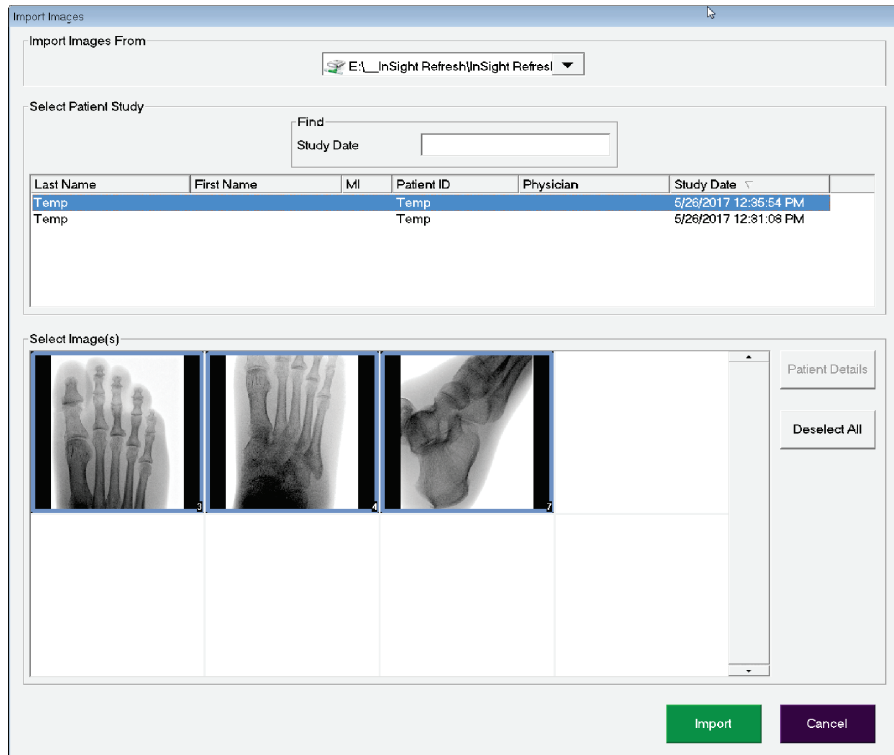 Import Images
Import Images From
E:\__InSight Refresh\InSight Refresl
Select Patient Study
Find
Study Date
Last Name First Name MI Patient ID Physician Study Date
Temp Temp 5/26/2017 12:35:54 PM
Temp Temp 5/26/2017 12:31:08 PM
Select Image(s)
3 4 7
Patient Details
Deselect All
Import Cancel